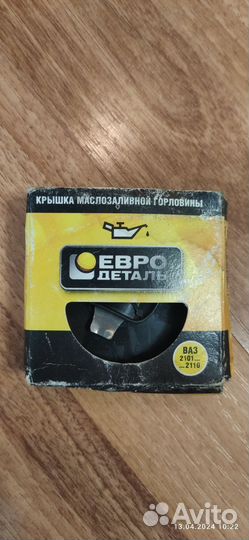 КРЫШКА МАСЛОЗАЛИВНОЙ ГОРЛОВИНЫ
ЕВРО
ДЕТАЛЬ
ВАЗ
2101...
...2110
Avito
13.04.2024 10:22